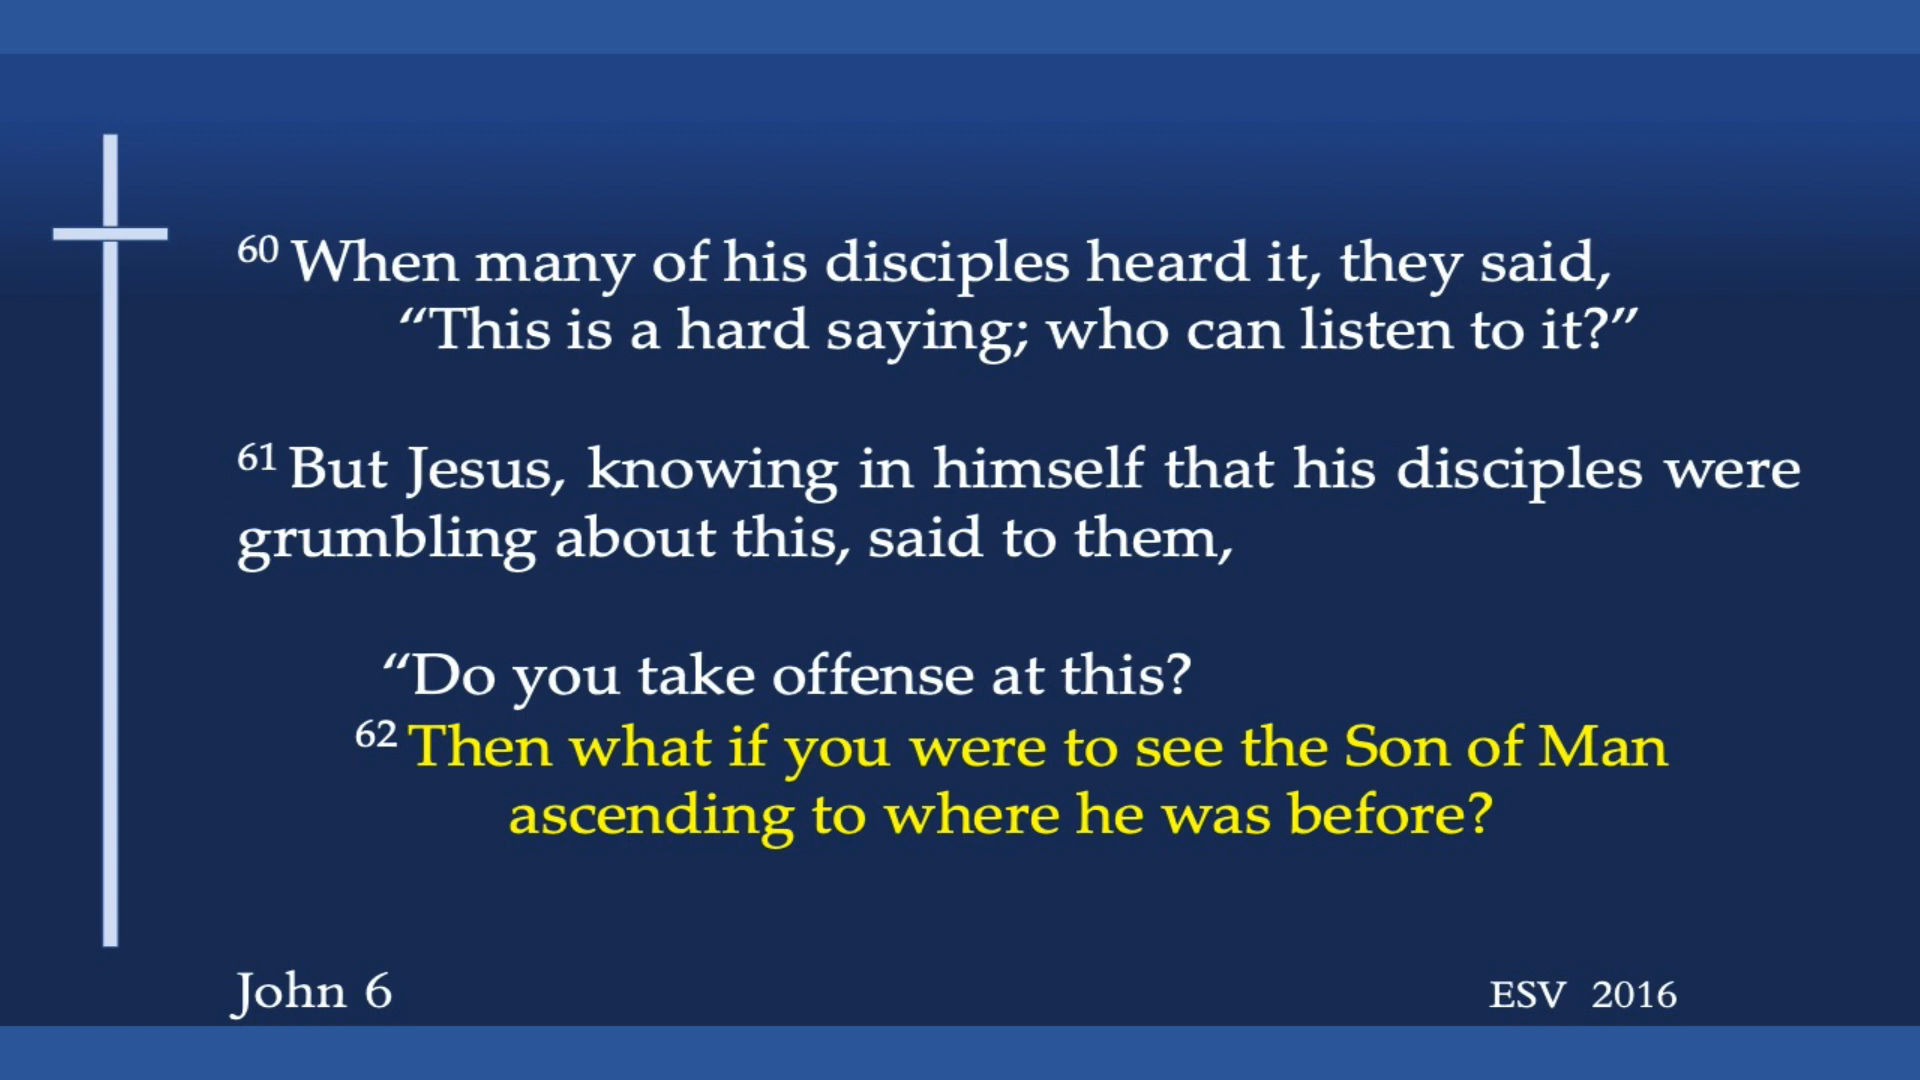 60 When many of his disciples heard it, they said,
“This is a hard saying; who can listen to it?”
61 But Jesus, knowing in himself that his disciples were
grumbling about this, said to them,
“Do you take offense at this?
62 Then what if you were to see the Son of Man
ascending to where he was before?
John 6
ESV 2016